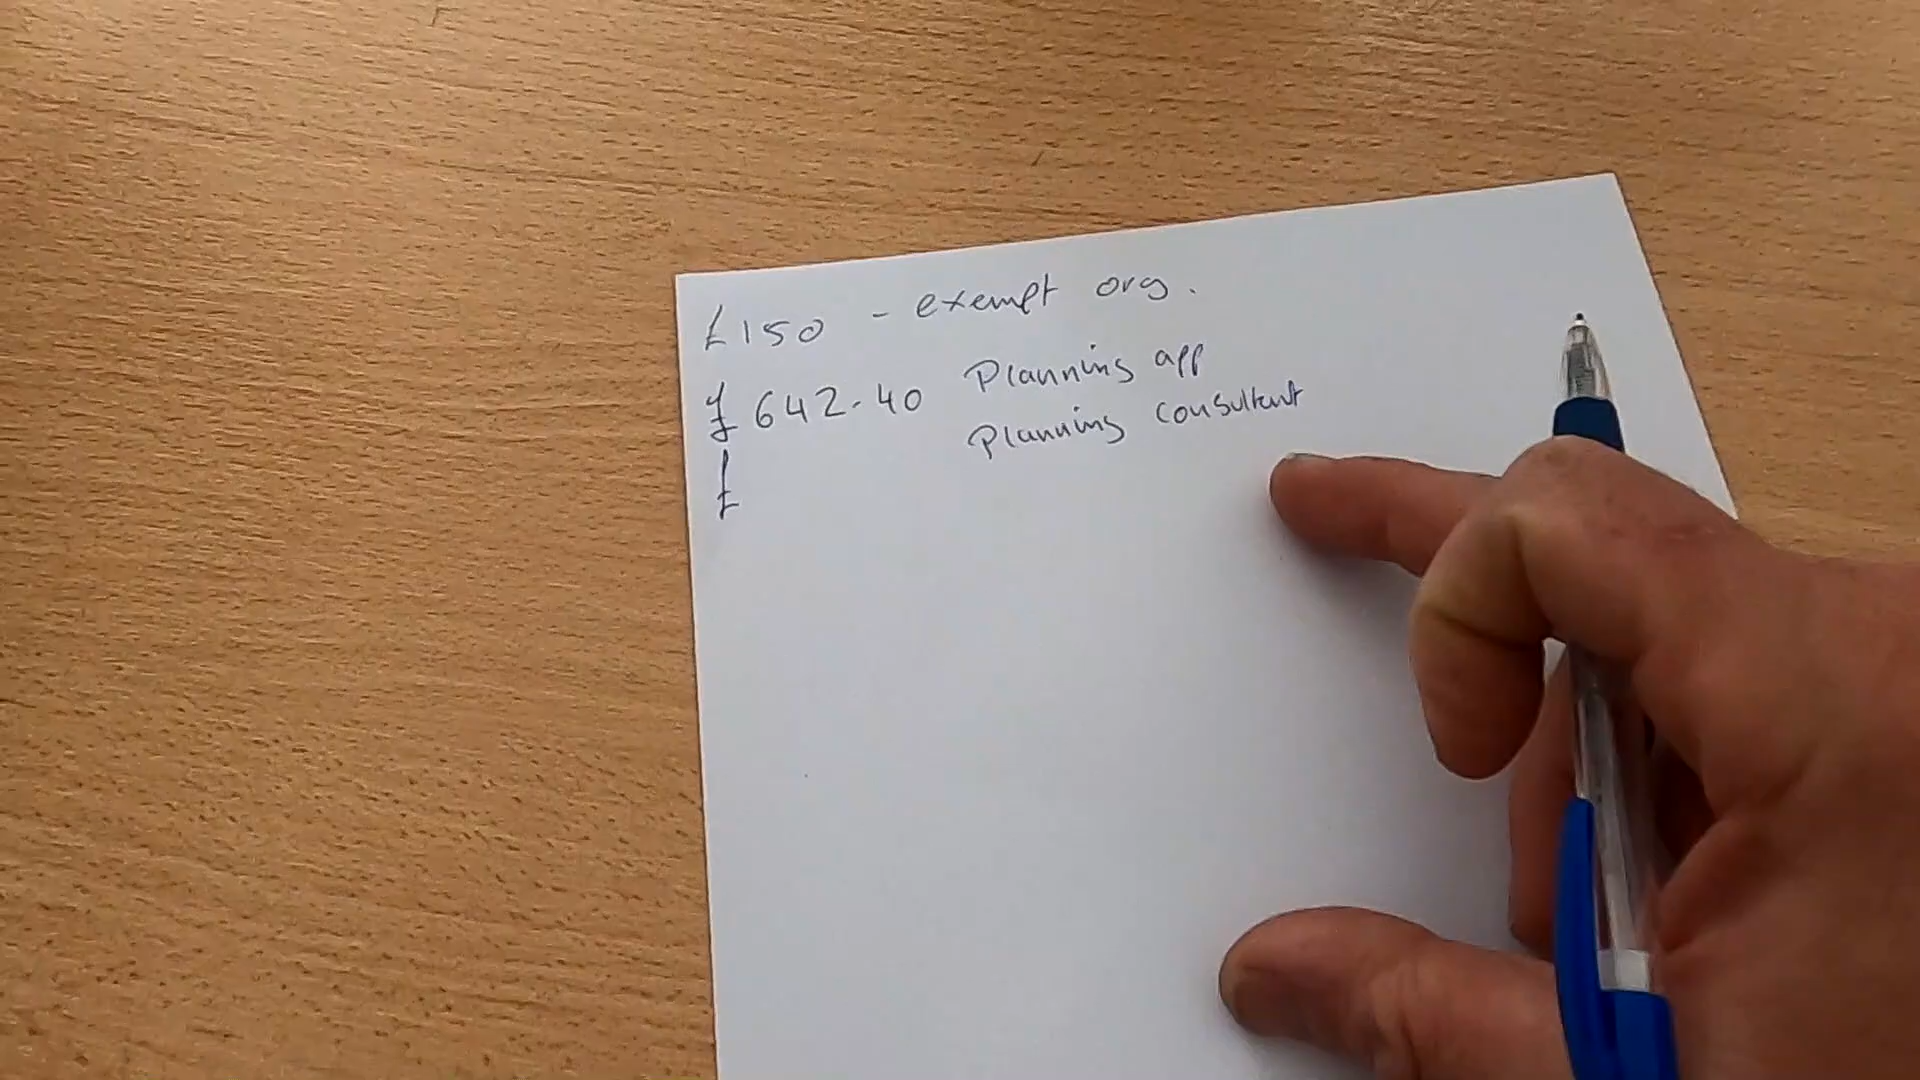 £150 - exempt org.
£642.40 Planning app
Planning consultant
£